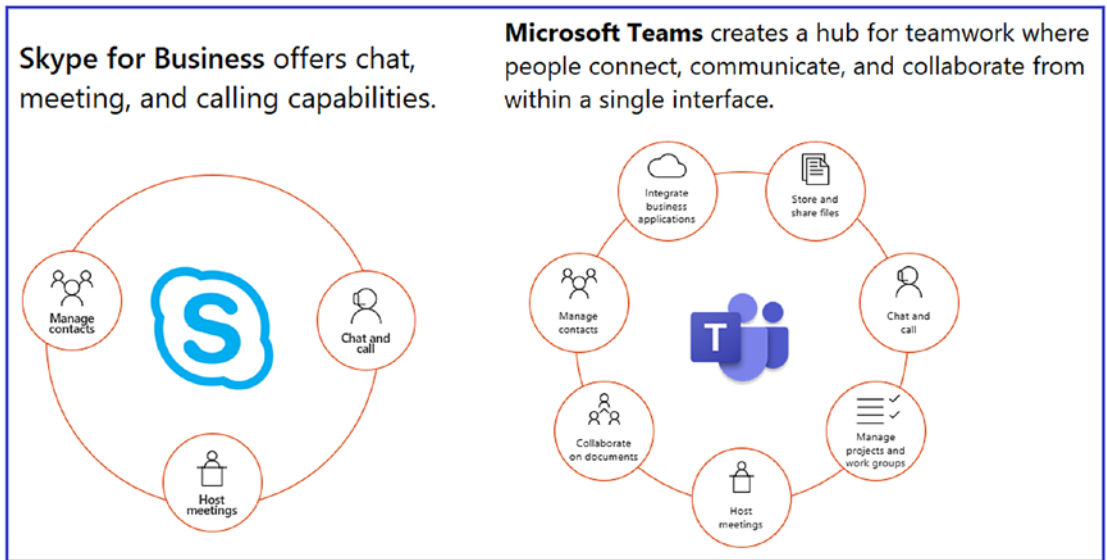 Skype for Business offers chat,
meeting, and calling capabilities.
Manage
contacts
S
Chat and
call
Host
meetings
Microsoft Teams creates a hub for teamwork where
people connect, communicate, and collaborate from
within a single interface.
Integrate
business
applications
Store and
share files
Manage
contacts
T
Chat and
call
Collaborate
on documents
Manage
projects and
work groups
Host
meetings